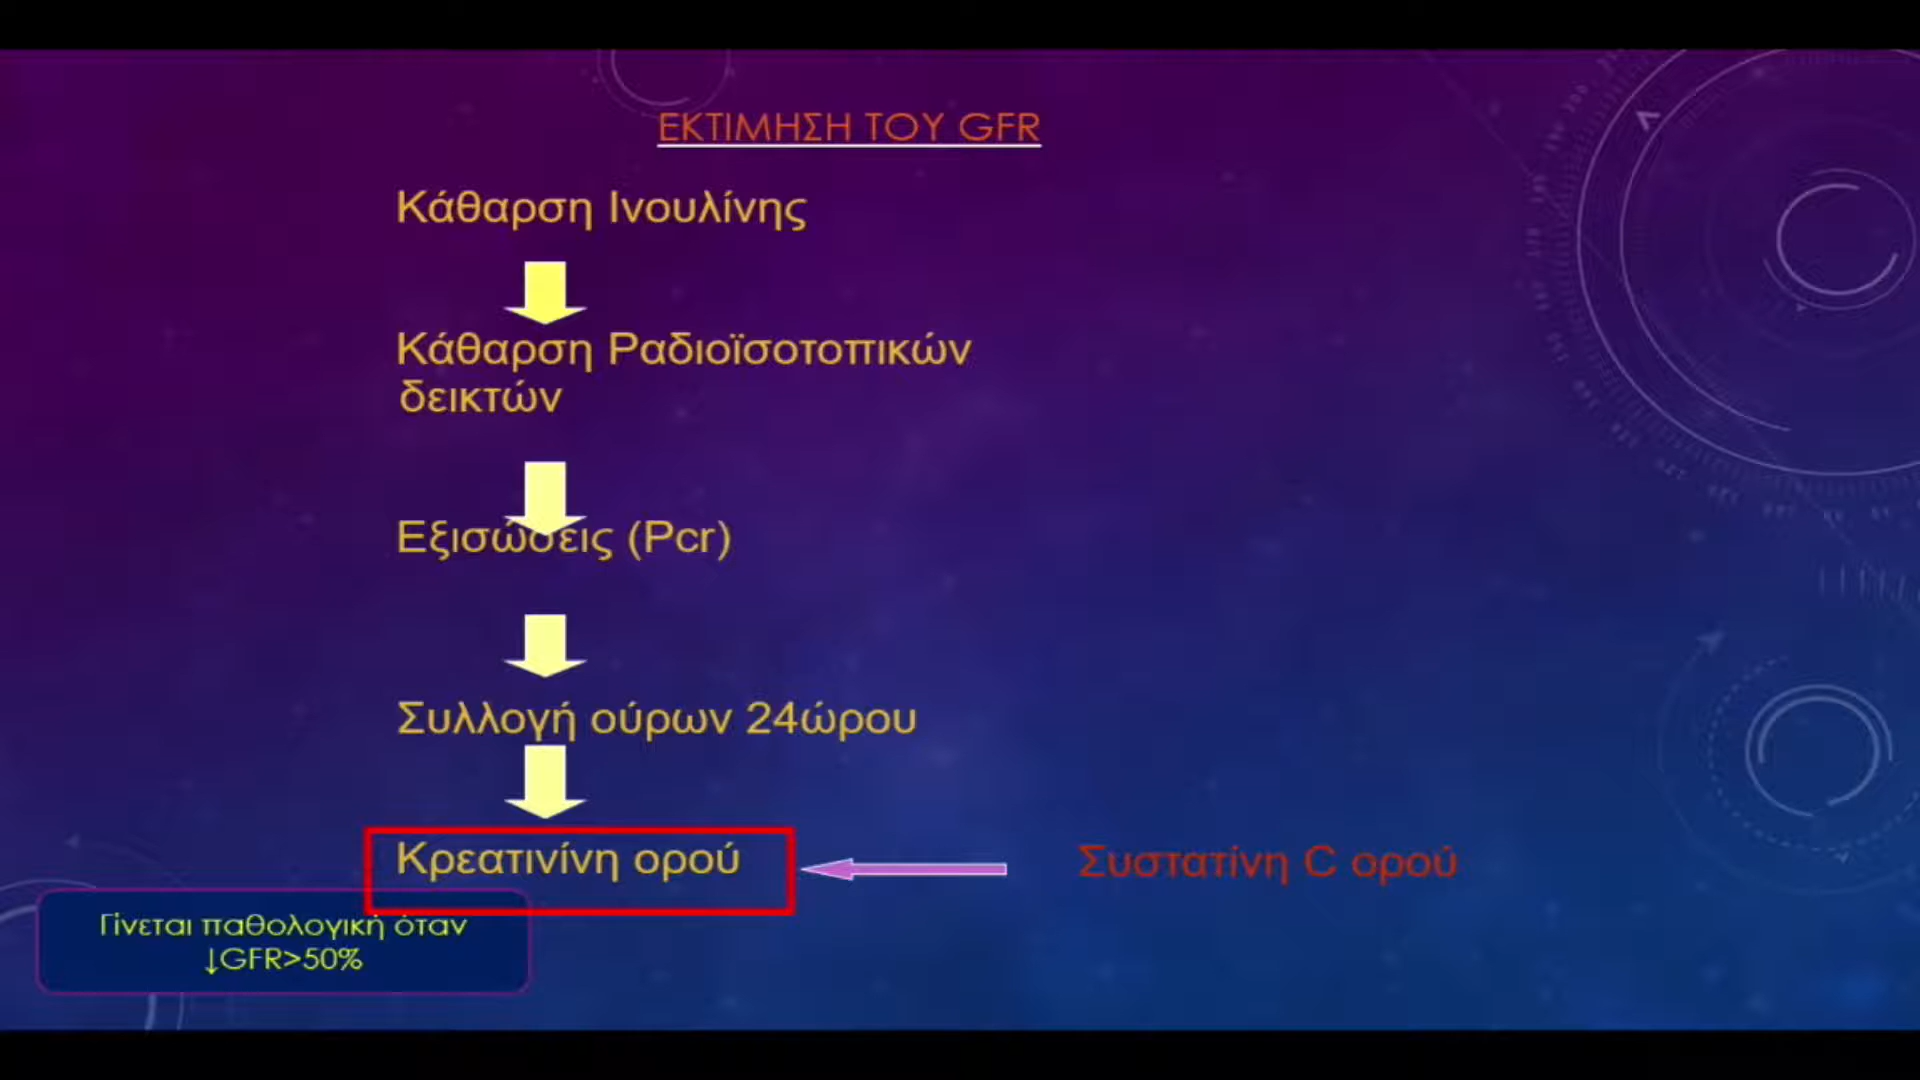 ΕΚΤΙΜΗΣΗ ΤΟΥ GFR
Κάθαρση Ινουλίνης
Κάθαρση Ραδιοϊσοτοπικών
δεικτών
Εξισώσεις (Pcr)
Συλλογή ούρων 24ώρου
Κρεατινίνη ορού
Συστατίνη C ορού
Γίνεται παθολογική όταν
↓GFR>50%